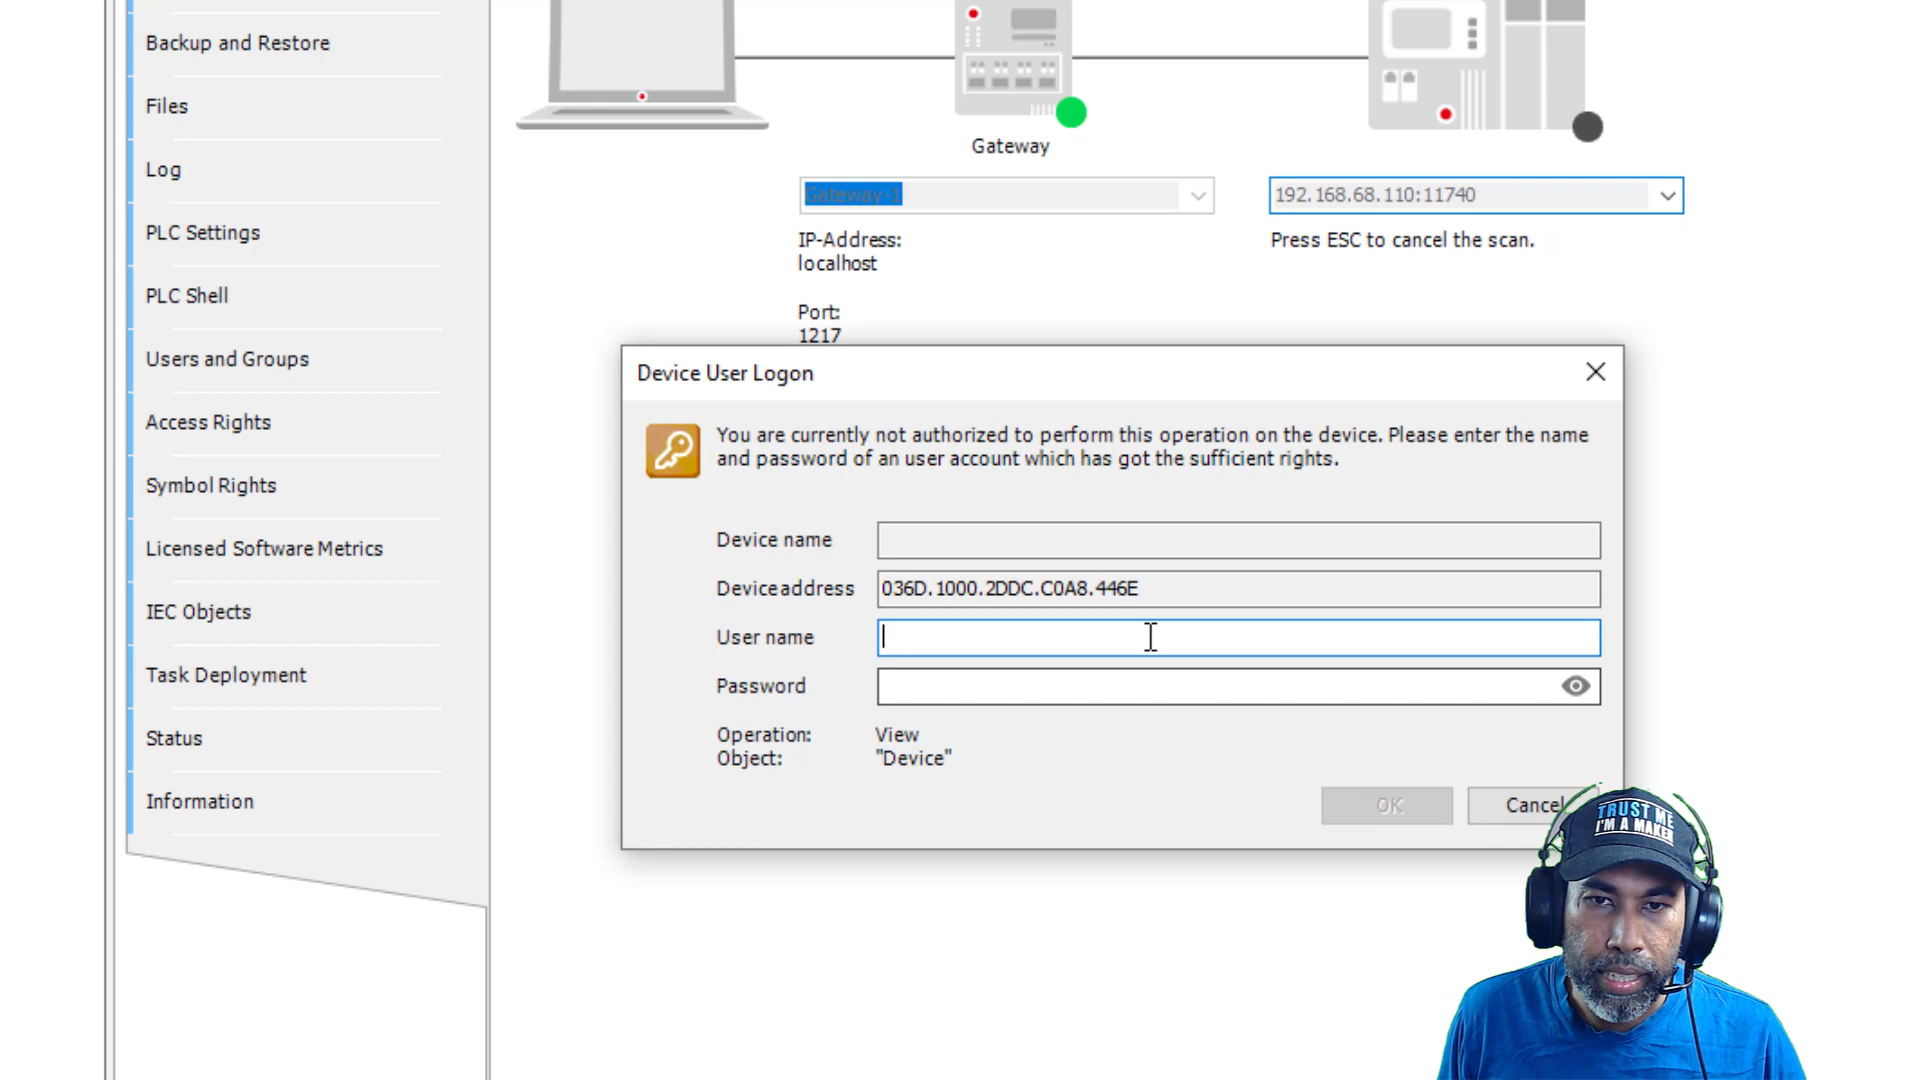 Backup and Restore
Files
Log
PLC Settings
PLC Shell
Users and Groups
Access Rights
Symbol Rights
Licensed Software Metrics
IEC Objects
Task Deployment
Status
Information
Gateway
Gateway-1
IP-Address:
localhost
Port:
1217
192.168.68.110:11740
Press ESC to cancel the scan.
Device User Logon
You are currently not authorized to perform this operation on the device. Please enter the name
and password of an user account which has got the sufficient rights.
Device name
Device address 036D.1000.2DDC.C0A8.446E
User name
Password
Operation: View
Object: "Device"
OK Cancel
TRUST ME
I'M A MAKER